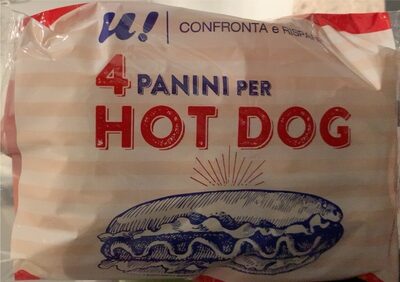 u! CONFRONTA e
4 PANINI PER
HOT DOG